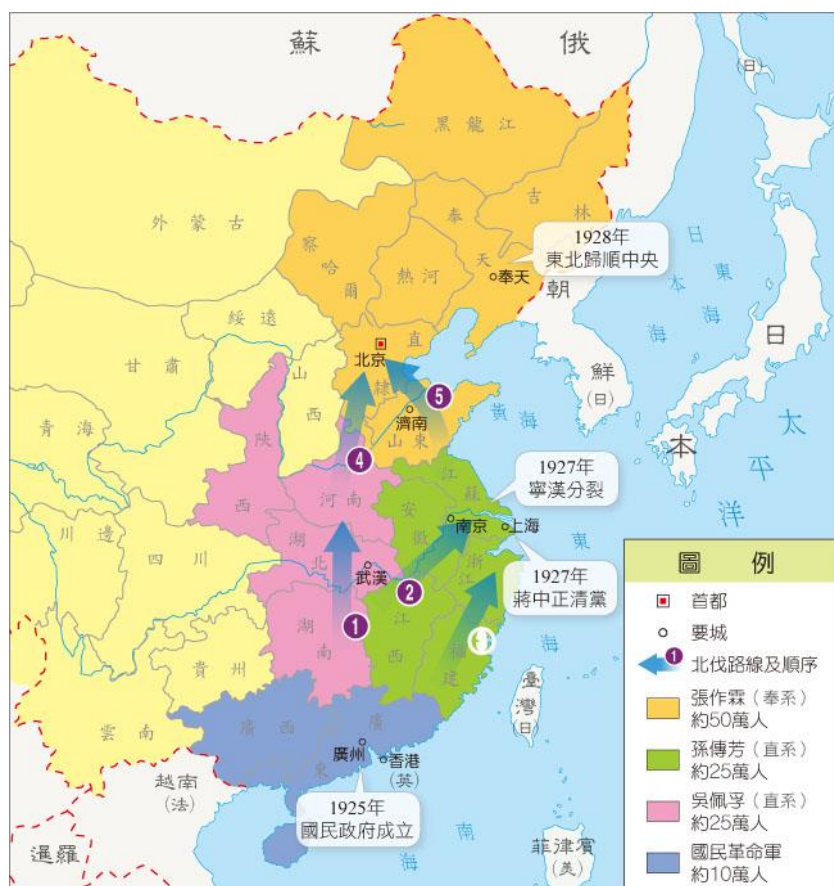 蘇俄
(日)
黑龍江
吉林
外蒙古
察哈爾
奉天
熱河
1928年
東北歸順中央
奉天
朝鮮
(日)
日本海
東海
日本
太平洋
綏遠
甘肅
山西
直隸
北京
5
濟南
山東
黃海
青海
陝西
4
河南
江蘇
安徽
1927年
寧漢分裂
南京
上海
川邊
四川
湖北
武漢
浙江
東海
1927年
蔣中正清黨
2
1
湖南
江西
福建
貴州
雲南
廣西
廣東
廣州
香港
(英)
臺灣
(日)
越南
(法)
1925年
國民政府成立
暹羅
南海
菲律賓
(美)
圖例
首都
要城
1
北伐路線及順序
張作霖(奉系)
約50萬人
孫傳芳(直系)
約25萬人
吳佩孚(直系)
約25萬人
國民革命軍
約10萬人